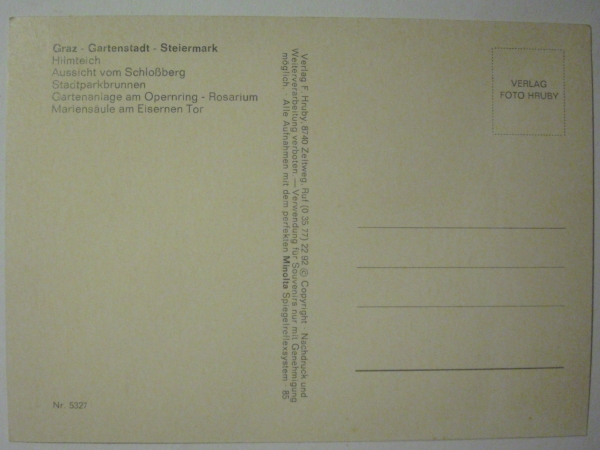 Graz - Gartenstadt - Steiermark
Hilmteich
Aussicht vom Schloßberg
Stadtparkbrunnen
Gartenanlage am Opernring - Rosarium
Mariensäule am Eisernen Tor
Verlag F. Hruby, 8740 Zeltweg, Ruf (0 35 77) 22 92 © Copyright. Nachdruck und
Weiterverarbeitung verboten. — Verwendung für Souvenirs nur mit Genehmigung
möglich. - Alle Aufnahmen mit dem perfekten Minolta Spiegelreflexsystem - 85
VERLAG
FOTO HRUBY
Nr. 5327